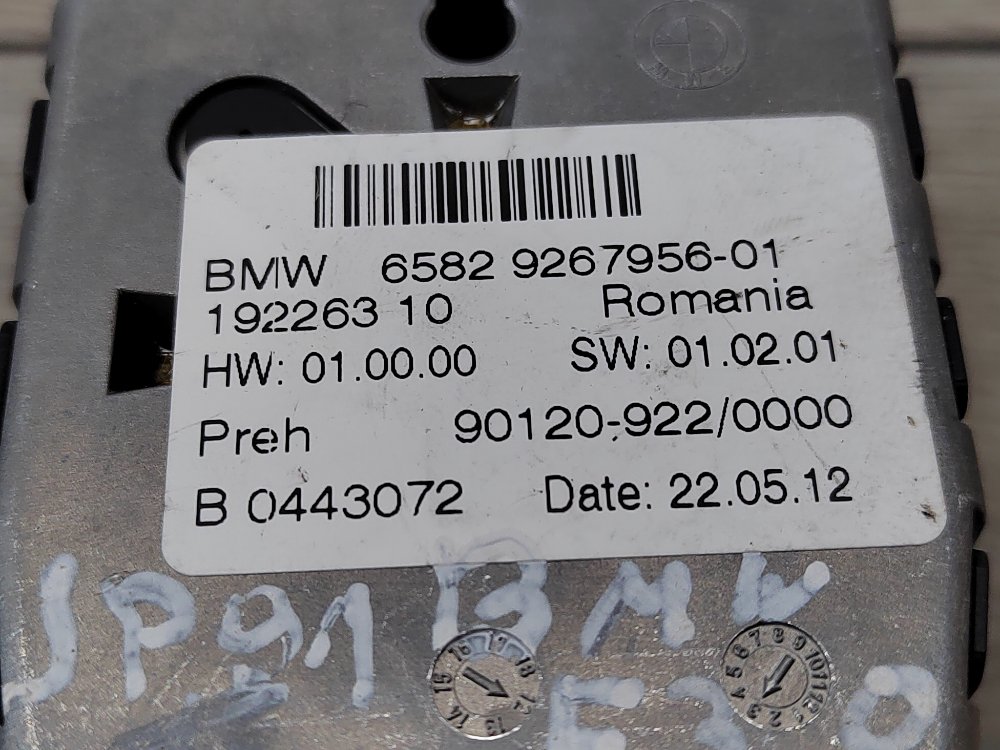 BMW 6582 9267956-01
192263 10 Romania
HW: 01.00.00 SW: 01.02.01
Preh 90120-922/0000
B 0443072 Date: 22.05.12
BMW